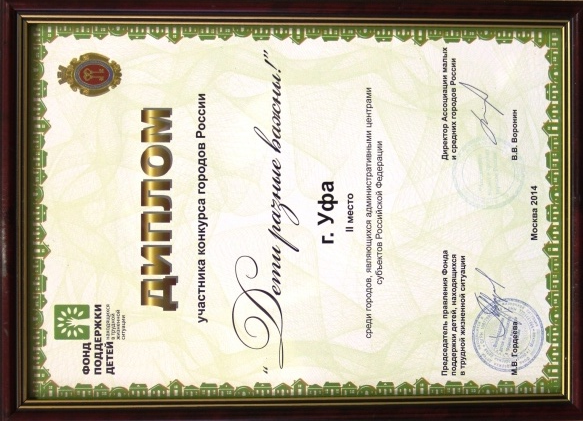 ФОНД
ПОДДЕРЖКИ
ДЕТЕЙ
находящихся
в трудной
жизненной
ситуации
ДИПЛОМ
участника конкурса городов России
"Дети разные важны!"
г. Уфа
II место
среди городов, являющихся административными центрами
субъектов Российской Федерации
Председатель правления Фонда
поддержки детей, находящихся
в трудной жизненной ситуации
М.В. Гордеева
Директор Ассоциации малых
и средних городов России
В.В. Воронин
Москва 2014